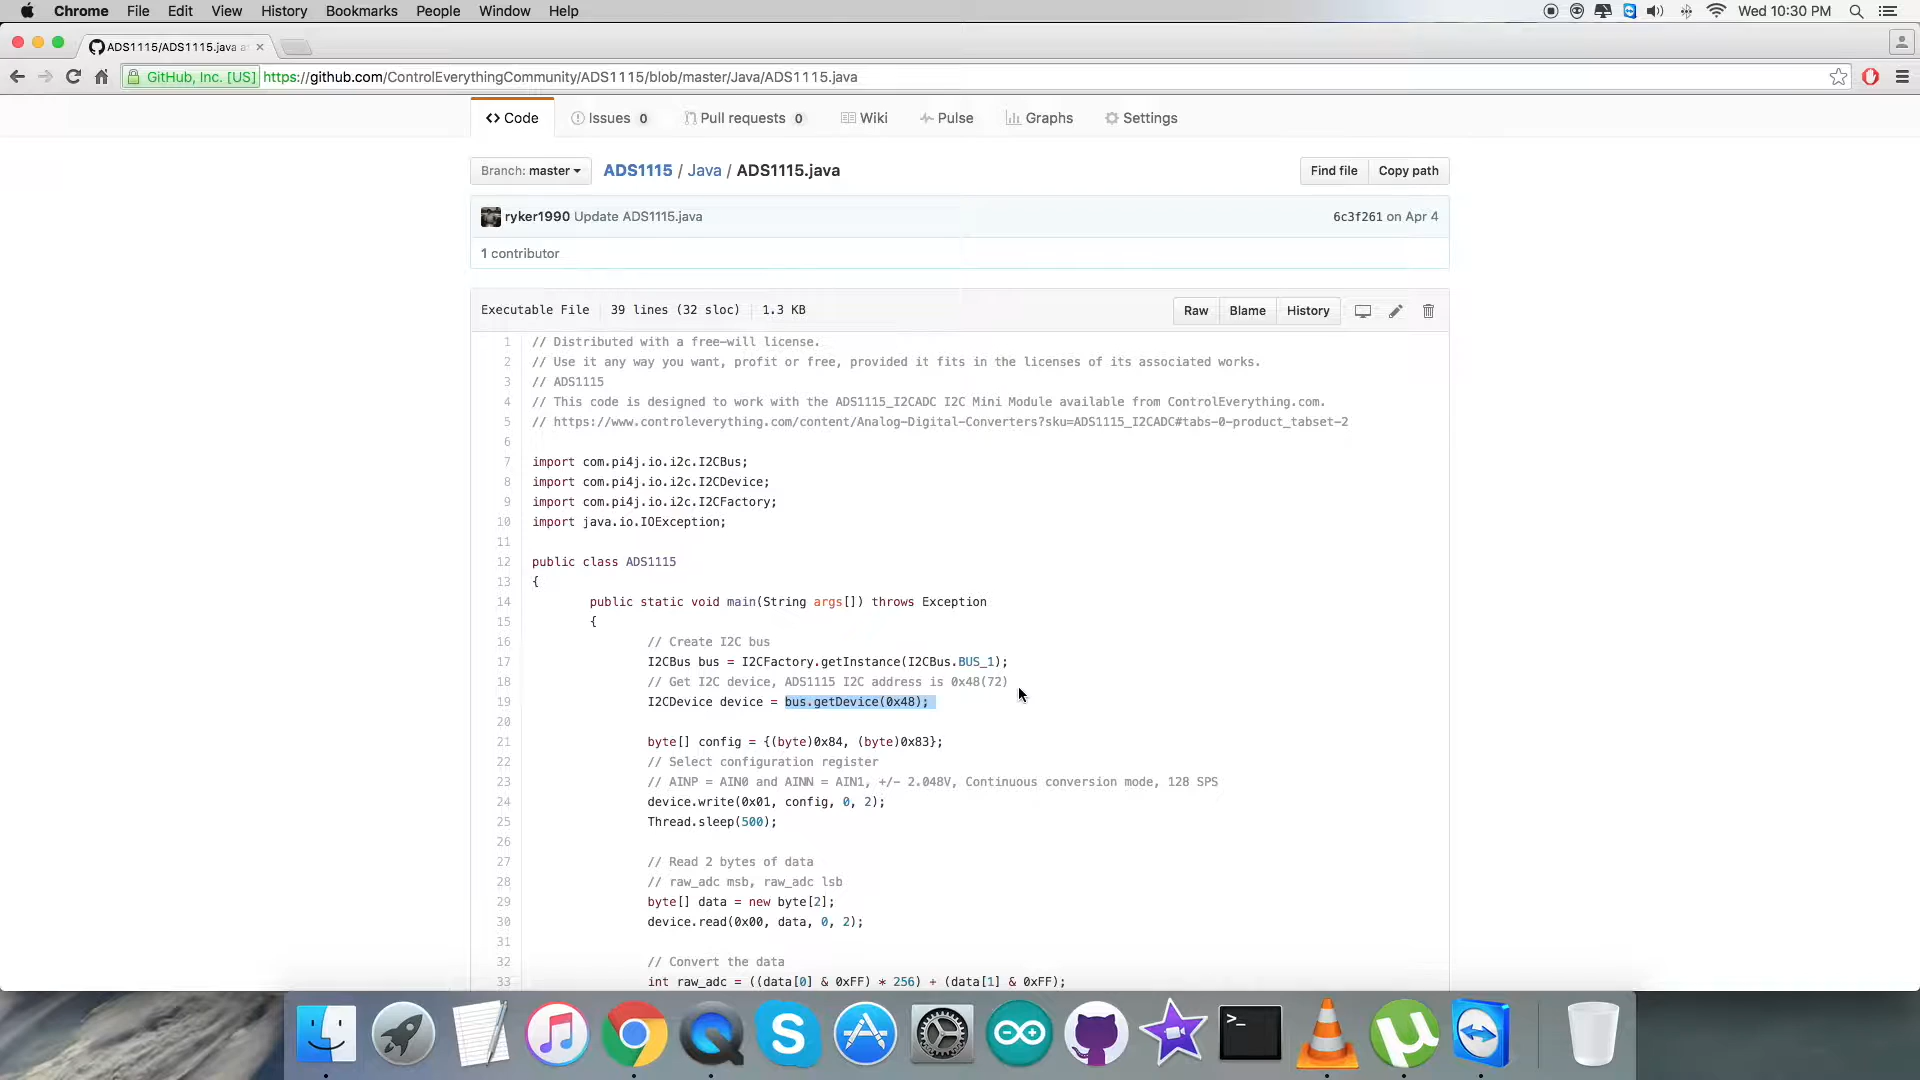 Chrome File Edit View History Bookmarks People Window Help Wed 10:30 PM
ADS1115/ADS1115.java a
GitHub, Inc. [US] https://github.com/ControlEverythingCommunity/ADS1115/blob/master/Java/ADS1115.java
Code Issues 0 Pull requests 0 Wiki Pulse Graphs Settings
Branch: master ADS1115 / Java / ADS1115.java Find file Copy path
ryker1990 Update ADS1115.java 6c3f261 on Apr 4
1 contributor
Executable File 39 lines (32 sloc) 1.3 KB Raw Blame History
1 // Distributed with a free-will license.
2 // Use it any way you want, profit or free, provided it fits in the licenses of its associated works.
3 // ADS1115
4 // This code is designed to work with the ADS1115_I2CADC I2C Mini Module available from ControlEverything.com.
5 // https://www.controleverything.com/content/Analog-Digital-Converters?sku=ADS1115_I2CADC#tabs-0-product_tabset-2
6
7 import com.pi4j.io.i2c.I2CBus;
8 import com.pi4j.io.i2c.I2CDevice;
9 import com.pi4j.io.i2c.I2CFactory;
10 import java.io.IOException;
11
12 public class ADS1115
13 {
14 public static void main(String args[]) throws Exception
15 {
16 // Create I2C bus
17 I2CBus bus = I2CFactory.getInstance(I2CBus.BUS_1);
18 // Get I2C device, ADS1115 I2C address is 0x48(72)
19 I2CDevice device = bus.getDevice(0x48);
20
21 byte[] config = {(byte)0x84, (byte)0x83};
22 // Select configuration register
23 // AINP = AIN0 and AINN = AIN1, +/- 2.048V, Continuous conversion mode, 128 SPS
24 device.write(0x01, config, 0, 2);
25 Thread.sleep(500);
26
27 // Read 2 bytes of data
28 // raw_adc msb, raw_adc lsb
29 byte[] data = new byte[2];
30 device.read(0x00, data, 0, 2);
31
32 // Convert the data
33 int raw_adc = ((data[0] & 0xFF) * 256) + (data[1] & 0xFF);